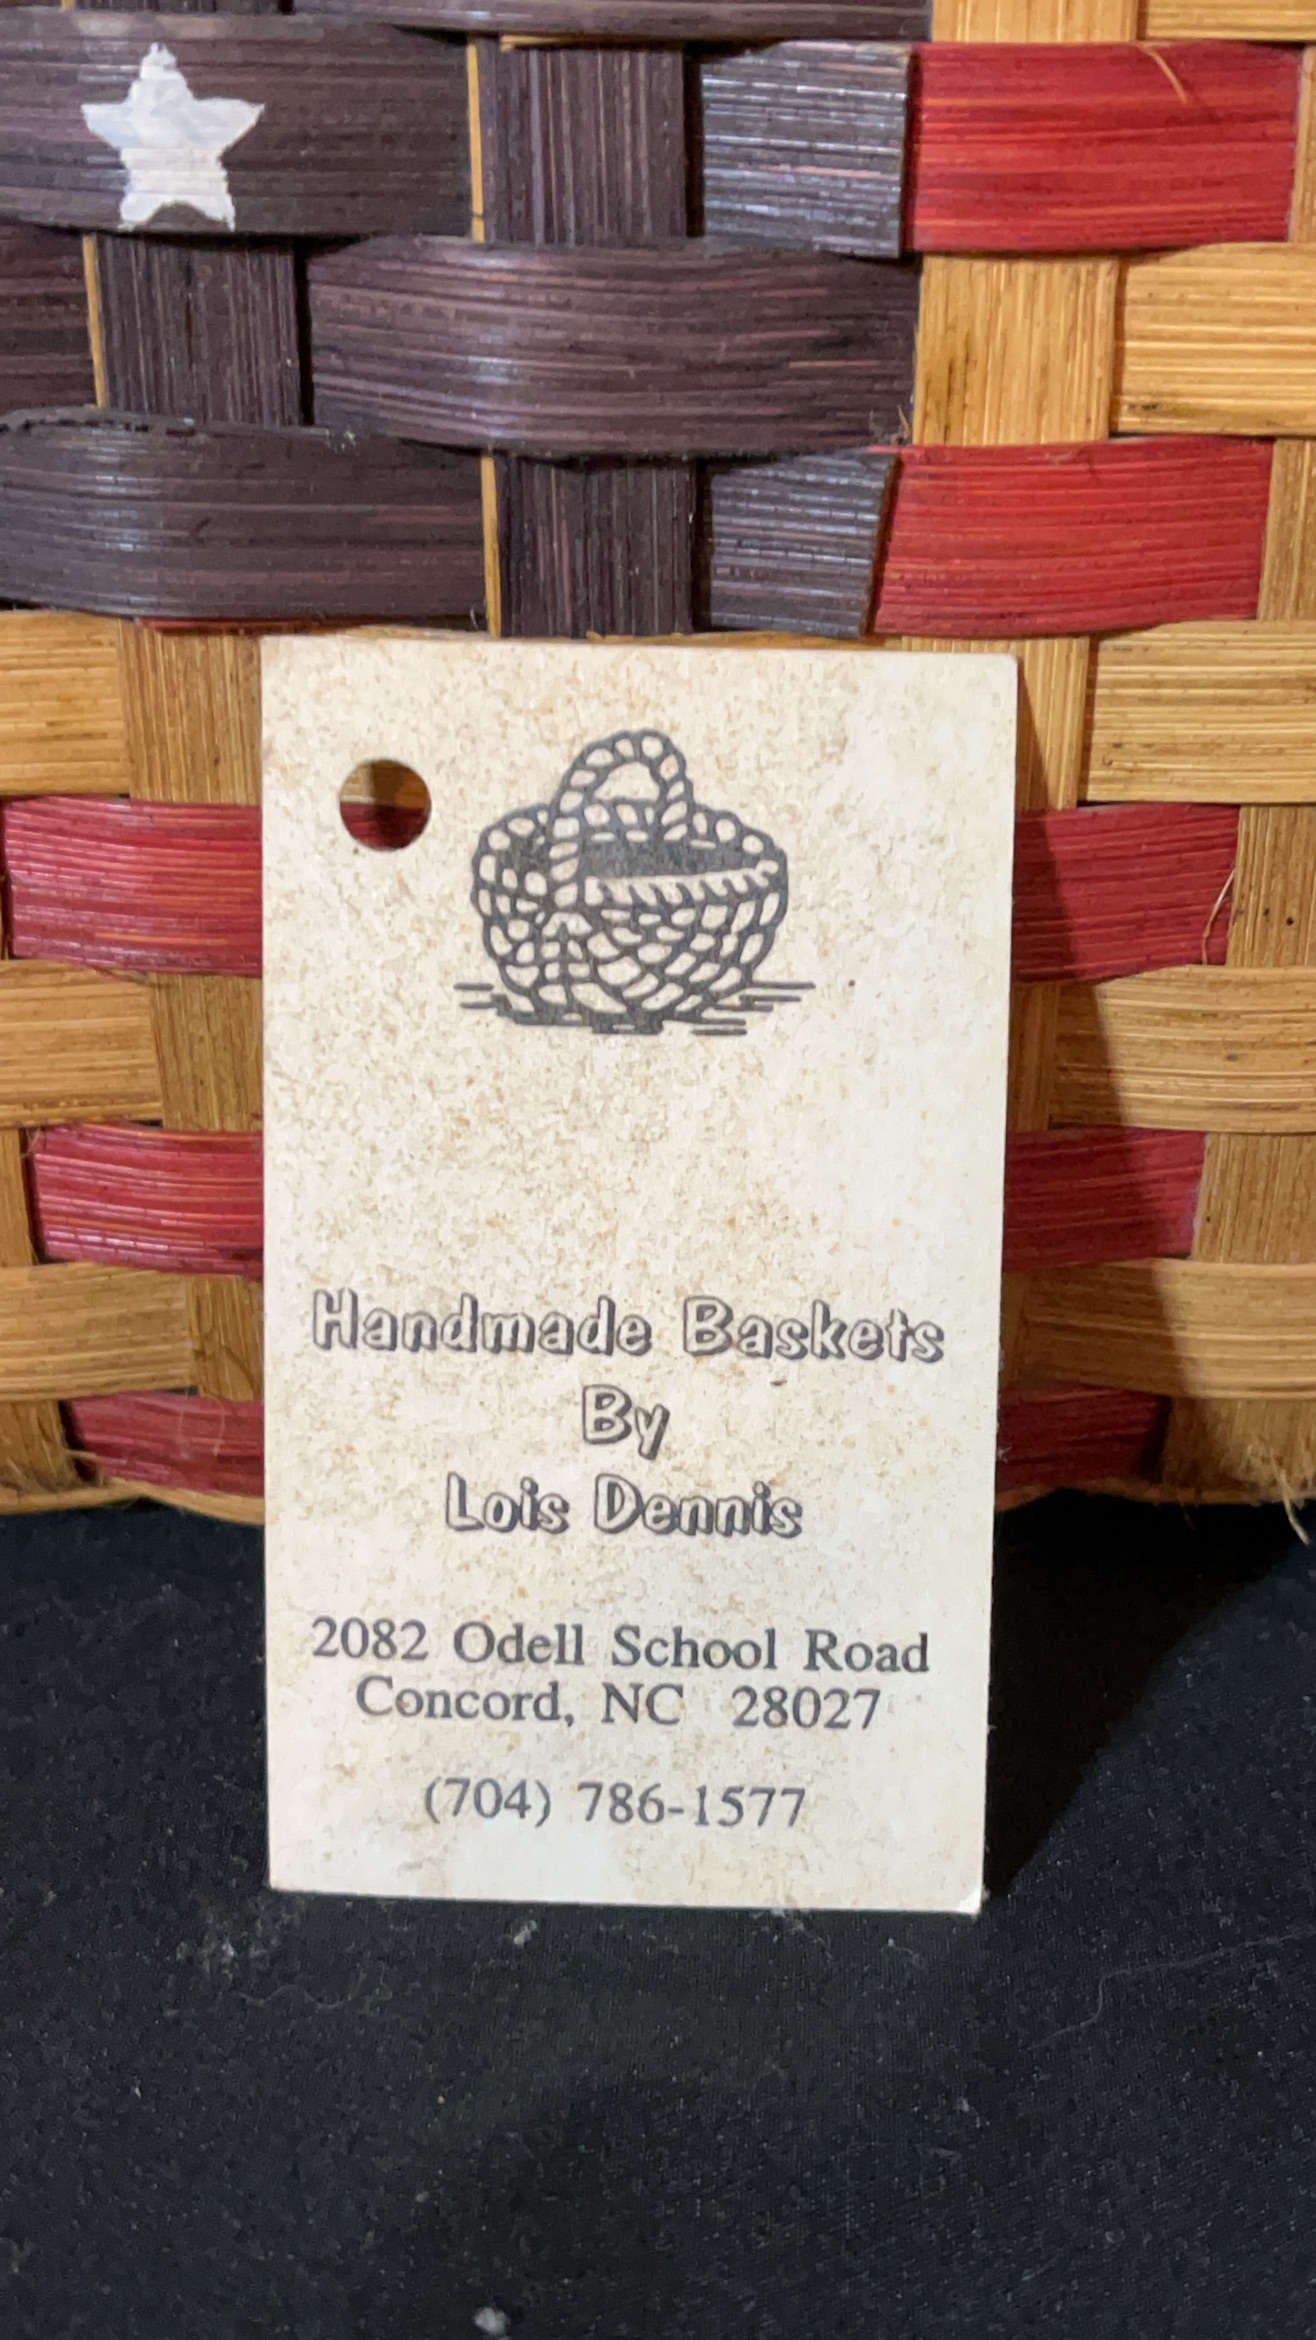 Handmade Baskets
By
Lois Dennis
2082 Odell School Road
Concord, NC 28027
(704) 786-1577